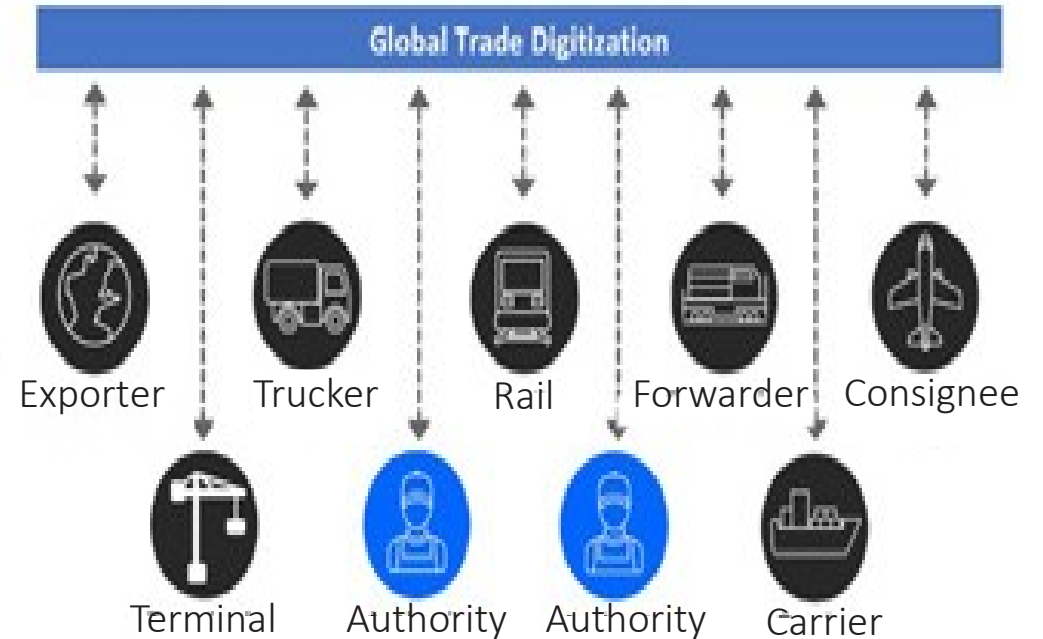 Global Trade Digitization
Exporter Trucker Rail Forwarder Consignee
Terminal Authority Authority Carrier